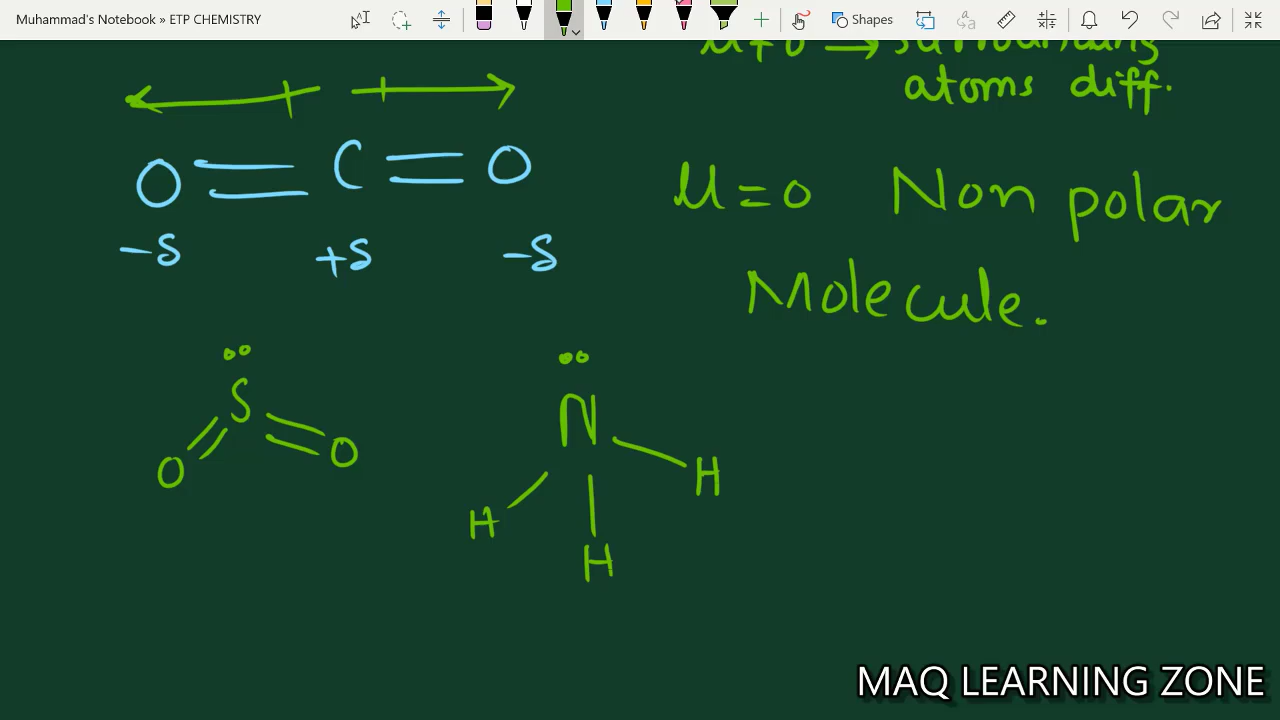 Muhammad's Notebook » ETP CHEMISTRY
Shapes
atoms diff.
O = C = O
-δ +δ -δ
μ = 0 Non polar
Molecule.
S
O O
N
H H
H
MAQ LEARNING ZONE